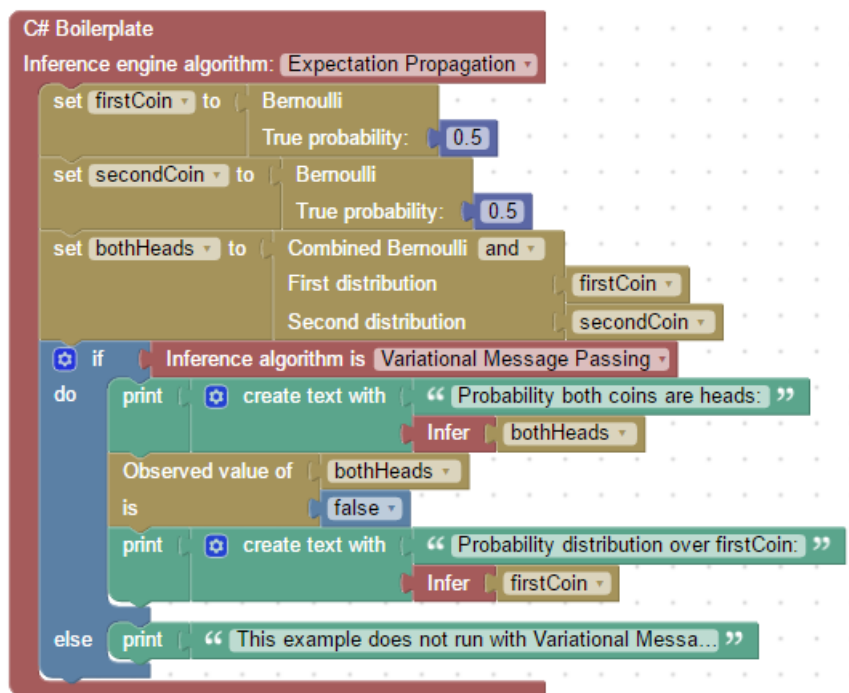 C# Boilerplate
Inference engine algorithm: Expectation Propagation
set firstCoin to Bernoulli
True probability: 0.5
set secondCoin to Bernoulli
True probability: 0.5
set bothHeads to Combined Bernoulli and
First distribution firstCoin
Second distribution secondCoin
if Inference algorithm is Variational Message Passing
do print create text with “ Probability both coins are heads: ”
Infer bothHeads
Observed value of bothHeads
is false
print create text with “ Probability distribution over firstCoin: ”
Infer firstCoin
else print “ This example does not run with Variational Messa... ”